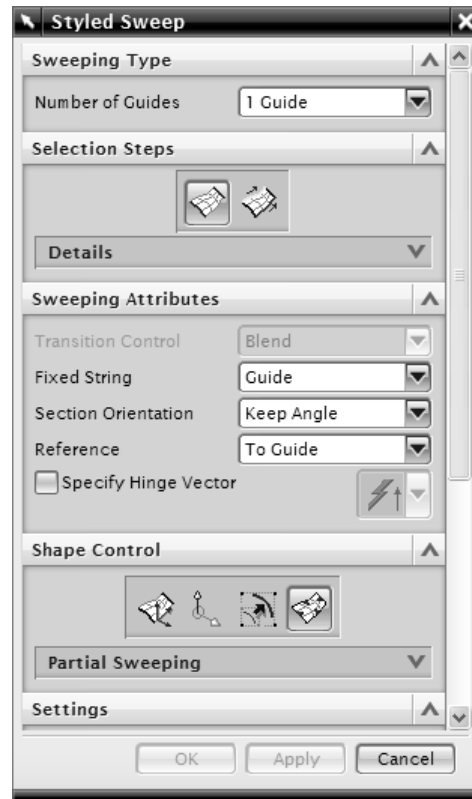 Styled Sweep
Sweeping Type
Number of Guides 1 Guide
Selection Steps
Details
Sweeping Attributes
Transition Control Blend
Fixed String Guide
Section Orientation Keep Angle
Reference To Guide
Specify Hinge Vector
Shape Control
Partial Sweeping
Settings
OK Apply Cancel